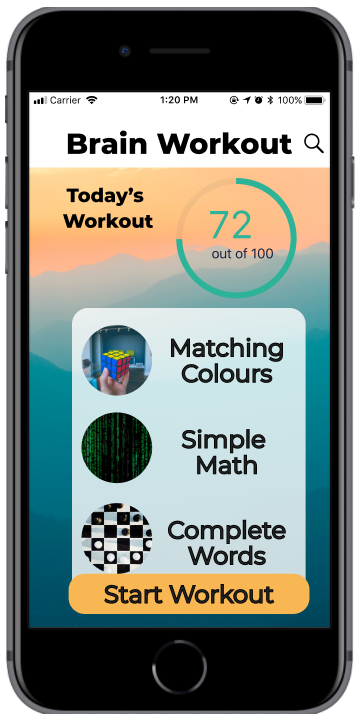 Carrier 1:20 PM 100%
Brain Workout
Today's
Workout
72
out of 100
Matching
Colours
Simple
Math
Complete
Words
Start Workout